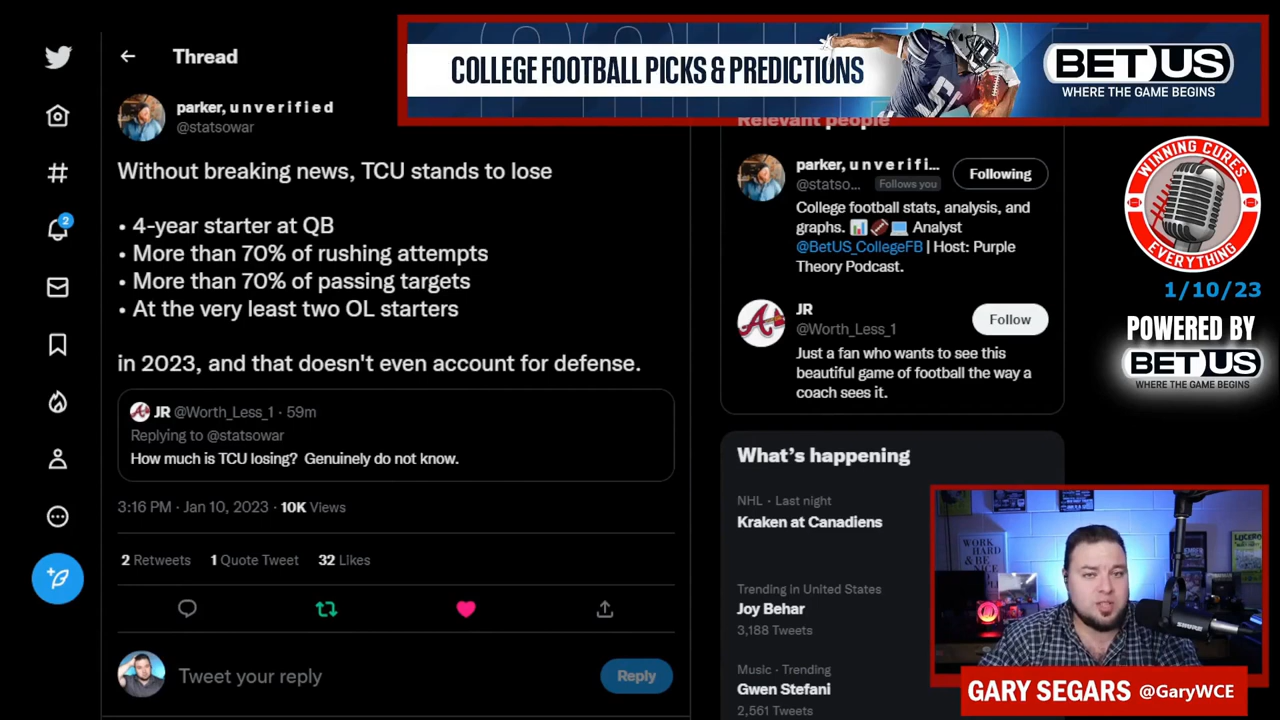 Thread
parker, u n v e r i f i e d
@statsowar
Without breaking news, TCU stands to lose
• 4-year starter at QB
• More than 70% of rushing attempts
• More than 70% of passing targets
• At the very least two OL starters
in 2023, and that doesn't even account for defense.
JR @Worth_Less_1 · 59m
Replying to @statsowar
How much is TCU losing? Genuinely do not know.
3:16 PM · Jan 10, 2023 · 10K Views
2 Retweets 1 Quote Tweet 32 Likes
Tweet your reply
Reply
COLLEGE FOOTBALL PICKS & PREDICTIONS
BETUS
WHERE THE GAME BEGINS
Relevant people
parker, u n v e r i f i...
@statso... Follows you
Following
College football stats, analysis, and
graphs. 📊🏈💻 Analyst
@BetUS_CollegeFB | Host: Purple
Theory Podcast.
JR
@Worth_Less_1
Follow
Just a fan who wants to see this
beautiful game of football the way a
coach sees it.
What's happening
NHL · Last night
Kraken at Canadiens
Trending in United States
Joy Behar
3,188 Tweets
Music · Trending
Gwen Stefani
2,561 Tweets
2
WINNING CURES
EVERYTHING
1/10/23
POWERED BY
BETUS
WHERE THE GAME BEGINS
WORK
HARD &
BE NICE
SHURE
GARY SEGARS @GaryWCE